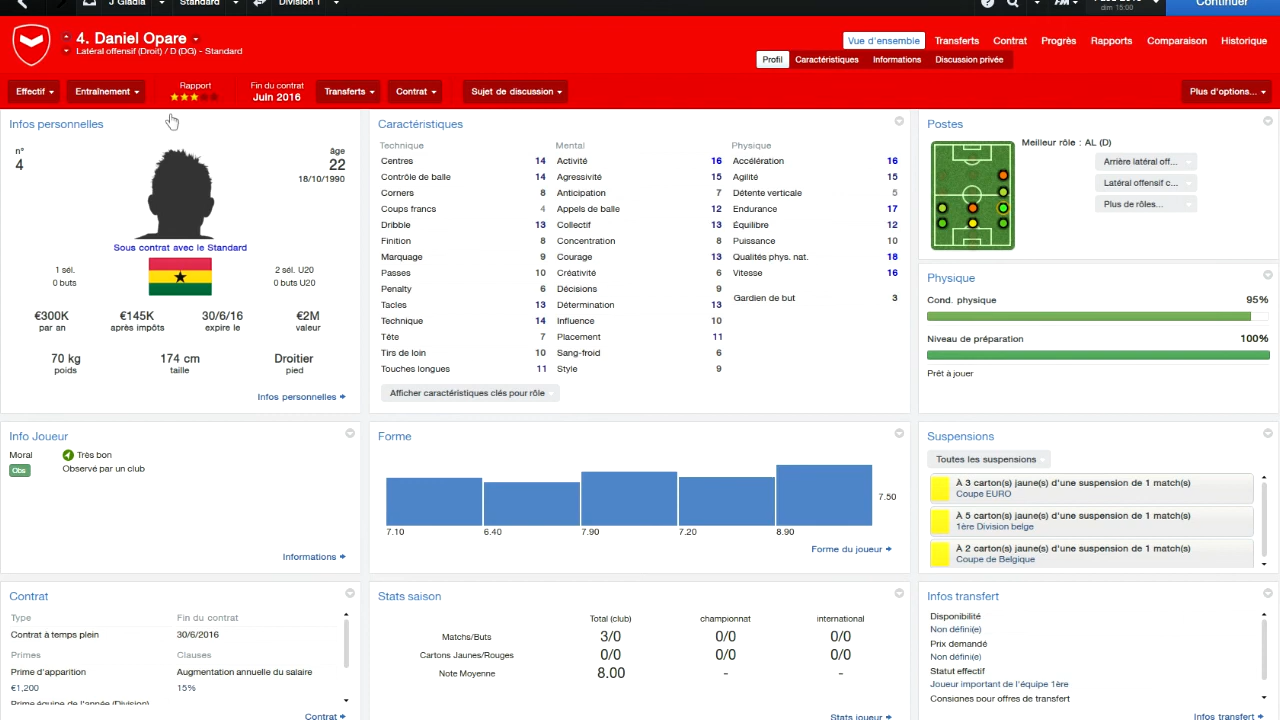 J Gladia
Standard
Division 1
FM
dim 15:00
Continuer
4. Daniel Opare
Latéral offensif (Droit) / D (DG) - Standard
Vue d'ensemble
Transferts
Contrat
Progrès
Rapports
Comparaison
Historique
Profil
Caractéristiques
Informations
Discussion privée
Effectif
Entraînement
Rapport
Fin du contrat
Juin 2016
Transferts
Contrat
Sujet de discussion
Plus d'options...
Infos personnelles
n°
4
âge
22
18/10/1990
Sous contrat avec le Standard
1 sél.
0 buts
2 sél. U20
0 buts U20
€300K
par an
€145K
après impôts
30/6/16
expire le
€2M
valeur
70 kg
poids
174 cm
taille
Droitier
pied
Infos personnelles
Caractéristiques
Technique
Mental
Physique
Centres 14 Activité 16 Accélération 16
Contrôle de balle 14 Agressivité 15 Agilité 15
Corners 8 Anticipation 7 Détente verticale 5
Coups francs 4 Appels de balle 12 Endurance 17
Dribble 13 Collectif 13 Équilibre 12
Finition 8 Concentration 8 Puissance 10
Marquage 9 Courage 13 Qualités phys. nat. 18
Passes 10 Créativité 6 Vitesse 16
Penalty 6 Décisions 9
Gardien de but 3
Tacles 13 Détermination 13
Technique 14 Influence 10
Tête 7 Placement 11
Tirs de loin 10 Sang-froid 6
Touches longues 11 Style 9
Afficher caractéristiques clés pour rôle
Postes
Meilleur rôle : AL (D)
Arrière latéral off...
Latéral offensif c...
Plus de rôles...
Physique
Cond. physique 95%
Niveau de préparation 100%
Prêt à jouer
Info Joueur
Moral Très bon
Obs Observé par un club
Informations
Forme
7.50
7.10 6.40 7.90 7.20 8.90
Forme du joueur
Suspensions
Toutes les suspensions
À 3 carton(s) jaune(s) d'une suspension de 1 match(s)
Coupe EURO
À 5 carton(s) jaune(s) d'une suspension de 1 match(s)
1ère Division belge
À 2 carton(s) jaune(s) d'une suspension de 1 match(s)
Coupe de Belgique
Contrat
Type Fin du contrat
Contrat à temps plein 30/6/2016
Primes Clauses
Prime d'apparition Augmentation annuelle du salaire
€1,200 15%
Prime équipe de l'année (Division)
Contrat
Stats saison
Total (club) championnat international
Matchs/Buts 3/0 0/0 0/0
Cartons Jaunes/Rouges 0/0 0/0 0/0
Note Moyenne 8.00 - -
Stats joueur
Infos transfert
Disponibilité
Non défini(e)
Prix demandé
Non défini(e)
Statut effectif
Joueur important de l'équipe 1ère
Consignes pour offres de transfert
Infos transfert